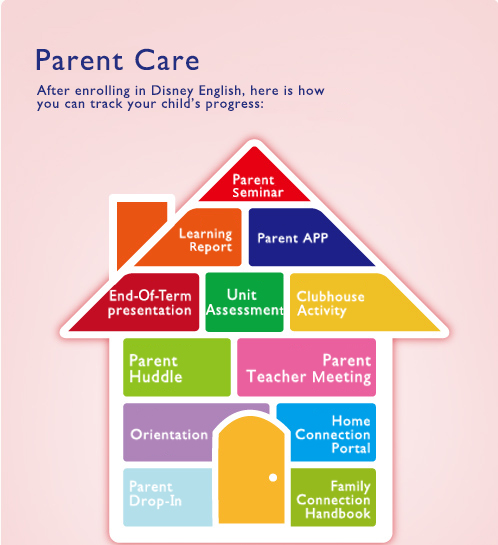 Parent Care
After enrolling in Disney English, here is how
you can track your child's progress:
Parent
Seminar
Learning
Report
Parent APP
End-Of-Term
presentation
Unit
Assessment
Clubhouse
Activity
Parent
Huddle
Parent
Teacher Meeting
Orientation
Home
Connection
Portal
Parent
Drop-In
Family
Connection
Handbook